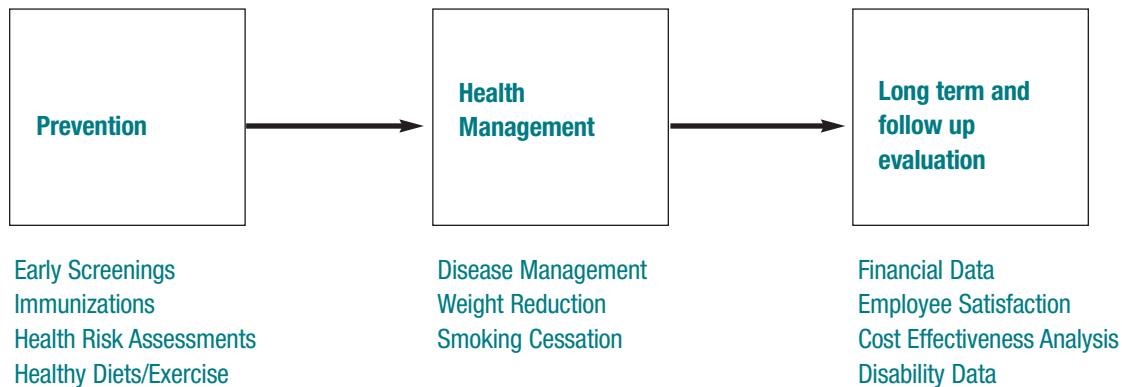 Prevention
Health
Management
Long term and
follow up
evaluation
Early Screenings
Immunizations
Health Risk Assessments
Healthy Diets/Exercise
Disease Management
Weight Reduction
Smoking Cessation
Financial Data
Employee Satisfaction
Cost Effectiveness Analysis
Disability Data